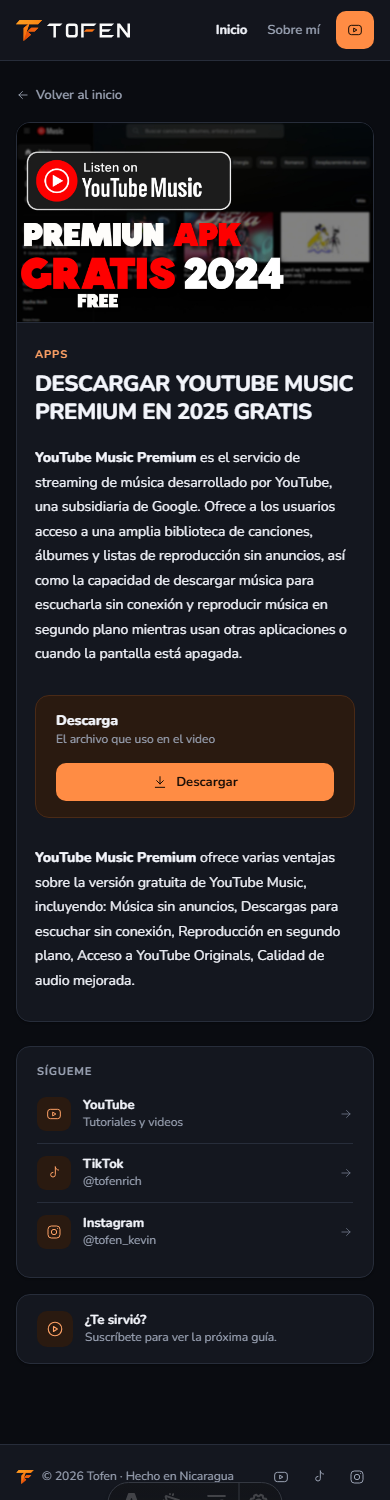 TOFEN
Inicio
Sobre mí
← Volver al inicio
Music
Listen on
YouTube Music
PREMIUN APK
GRATIS 2024
FREE
APPS
DESCARGAR YOUTUBE MUSIC
PREMIUM EN 2025 GRATIS
YouTube Music Premium es el servicio de
streaming de música desarrollado por YouTube,
una subsidiaria de Google. Ofrece a los usuarios
acceso a una amplia biblioteca de canciones,
álbumes y listas de reproducción sin anuncios, así
como la capacidad de descargar música para
escucharla sin conexión y reproducir música en
segundo plano mientras usan otras aplicaciones o
cuando la pantalla está apagada.
Descarga
El archivo que uso en el video
Descargar
YouTube Music Premium ofrece varias ventajas
sobre la versión gratuita de YouTube Music,
incluyendo: Música sin anuncios, Descargas para
escuchar sin conexión, Reproducción en segundo
plano, Acceso a YouTube Originals, Calidad de
audio mejorada.
SÍGUEME
YouTube
Tutoriales y videos
→
TikTok
@tofenrich
→
Instagram
@tofen_kevin
→
¿Te sirvió?
Suscríbete para ver la próxima guía.
© 2026 Tofen · Hecho en Nicaragua